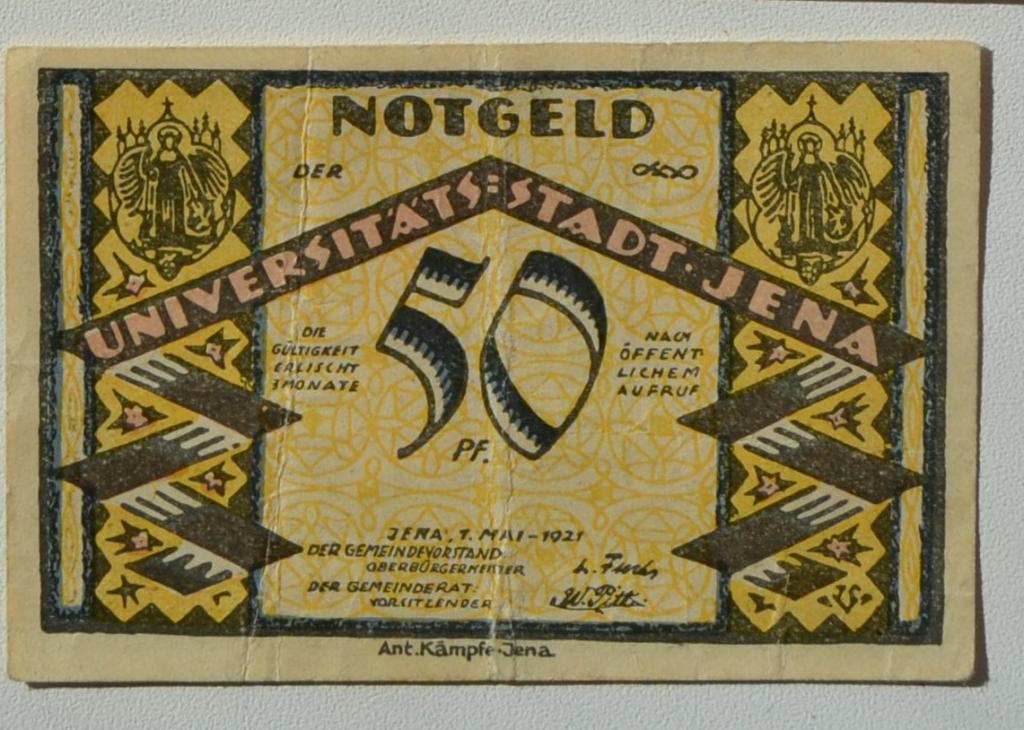 NOTGELD
DER
UNIVERSITÄTS=STADT·JENA
50
PF.
DIE
GÜLTIGKEIT
ERLISCHT
3 MONATE
NACH
ÖFFENT
LICHEM
AUFRUF
JENA, 1. MAI - 1921
DER GEMEINDEVORSTAND:
OBERBÜRGERMEISTER
DER GEMEINDERAT:
VORSITZENDER
Ant. Kämpfe Jena